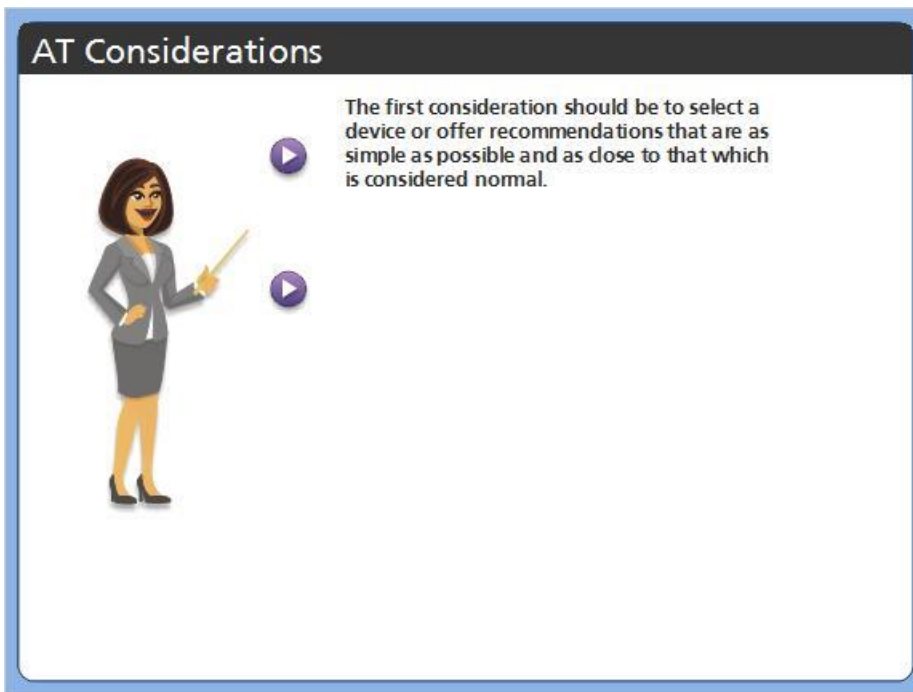 AT Considerations
The first consideration should be to select a
device or offer recommendations that are as
simple as possible and as close to that which
is considered normal.